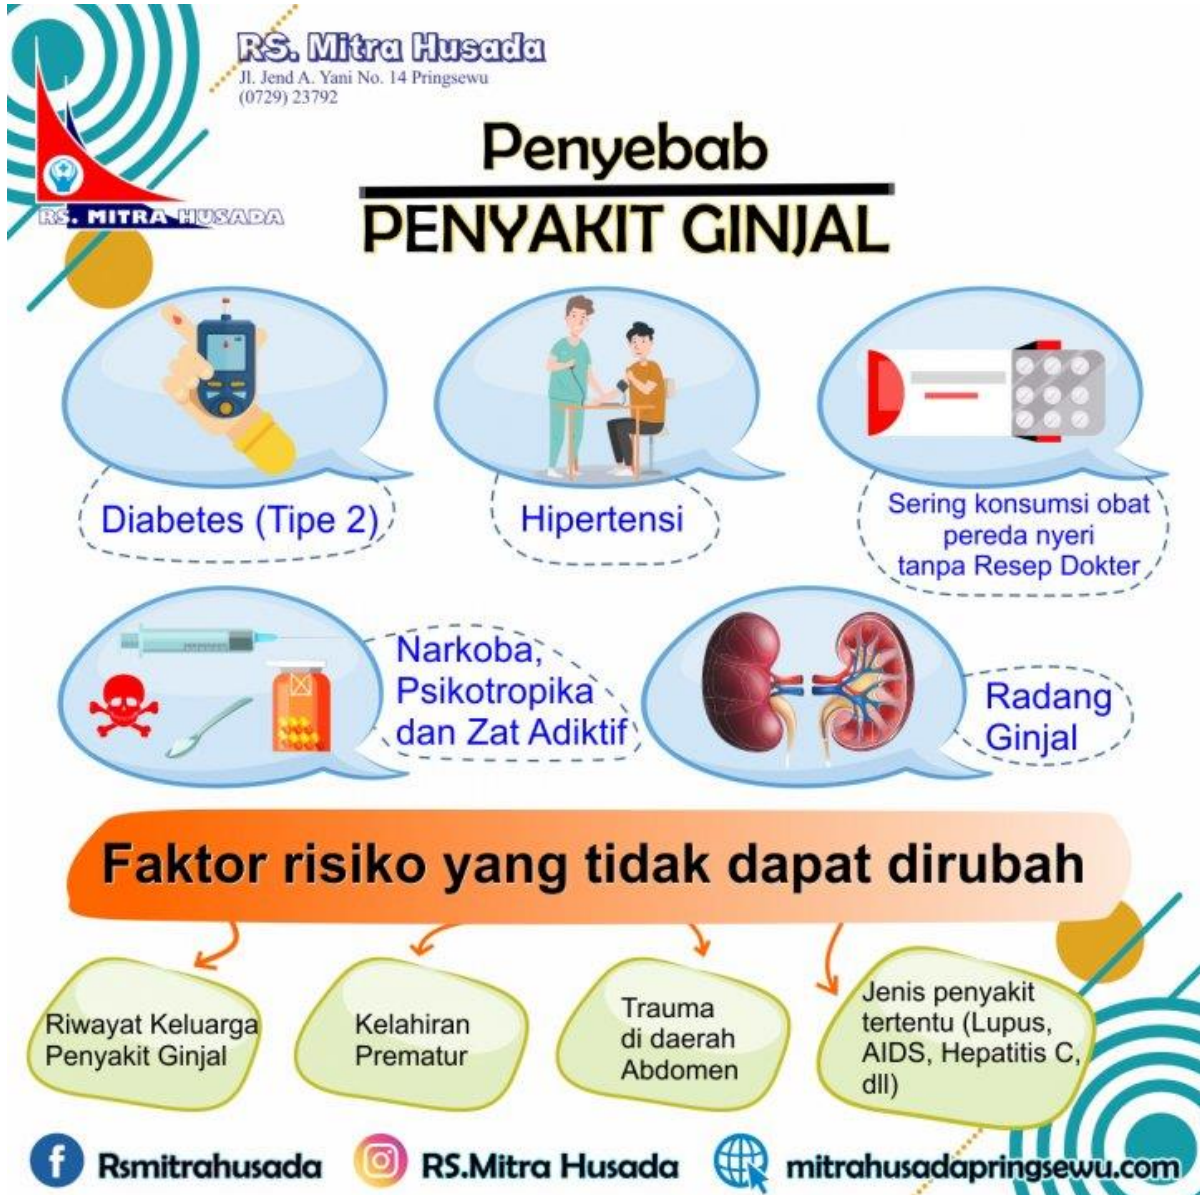 RS. Mitra Husada
Jl. Jend A. Yani No. 14 Pringsewu
(0729) 23792
RS. MITRA HUSADA
Penyebab
PENYAKIT GINJAL
Diabetes (Tipe 2)
Hipertensi
Sering konsumsi obat
pereda nyeri
tanpa Resep Dokter
Narkoba,
Psikotropika
dan Zat Adiktif
Radang
Ginjal
Faktor risiko yang tidak dapat dirubah
Riwayat Keluarga
Penyakit Ginjal
Kelahiran
Prematur
Trauma
di daerah
Abdomen
Jenis penyakit
tertentu (Lupus,
AIDS, Hepatitis C,
dll)
Rsmitrahusada
RS.Mitra Husada
mitrahusadapringsewu.com